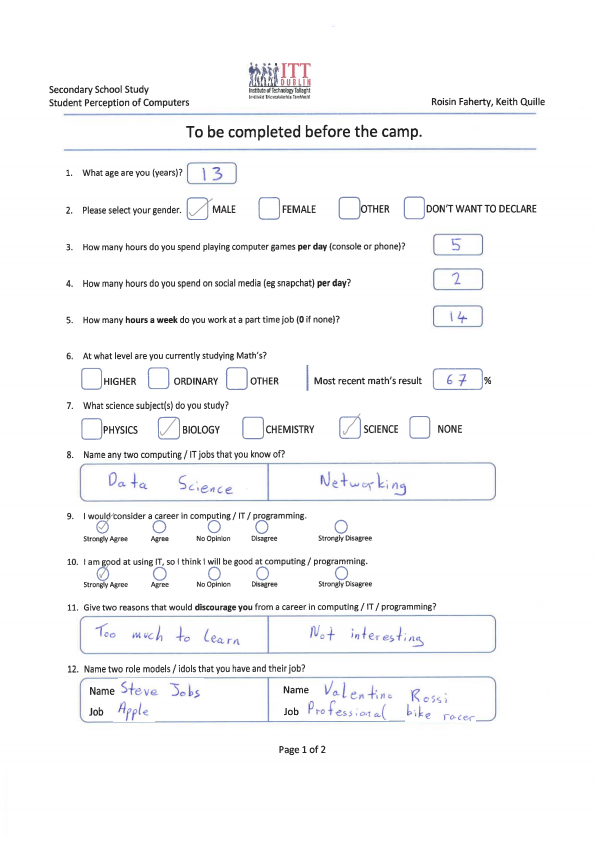 ITT
DUBLIN
Institute of Technology Tallaght
Secondary School Study
Student Perception of Computers
Roisin Faherty, Keith Quille
To be completed before the camp.
1. What age are you (years)? 13
2. Please select your gender. MALE FEMALE OTHER DON'T WANT TO DECLARE
3. How many hours do you spend playing computer games per day (console or phone)? 5
4. How many hours do you spend on social media (eg snapchat) per day? 2
5. How many hours a week do you work at a part time job (0 if none)? 14
6. At what level are you currently studying Math's?
HIGHER ORDINARY OTHER Most recent math's result 67 %
7. What science subject(s) do you study?
PHYSICS BIOLOGY CHEMISTRY SCIENCE NONE
8. Name any two computing / IT jobs that you know of?
Data Science Networking
9. I would consider a career in computing / IT / programming.
Strongly Agree Agree No Opinion Disagree Strongly Disagree
10. I am good at using IT, so I think I will be good at computing / programming.
Strongly Agree Agree No Opinion Disagree Strongly Disagree
11. Give two reasons that would discourage you from a career in computing / IT / programming?
Too much to learn Not interesting
12. Name two role models / idols that you have and their job?
Name Steve Jobs Name Valentino Rossi
Job Apple Job Professional bike racer
Page 1 of 2